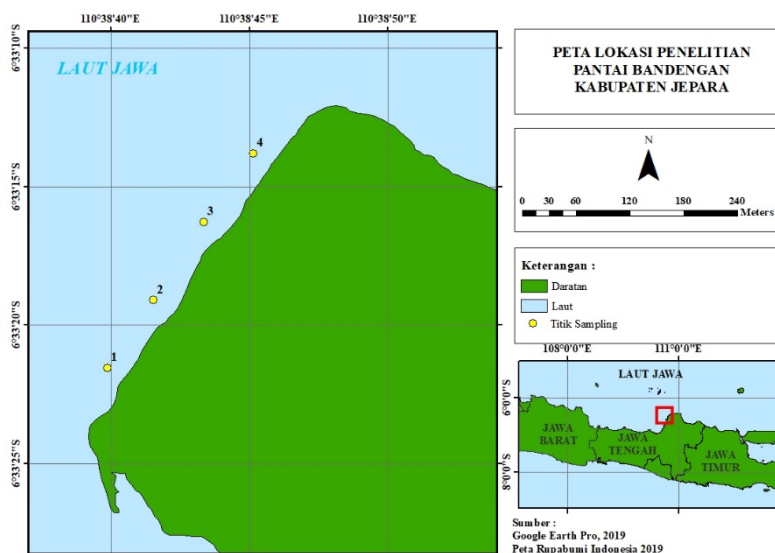 110°38'40"E 110°38'45"E 110°38'50"E
6°33'10"S
6°33'15"S
6°33'20"S
6°33'25"S
LAUT JAWA
4
3
2
1
PETA LOKASI PENELITIAN
PANTAI BANDENGAN
KABUPATEN JEPARA
N
0 30 60 120 180 240
Meters
Keterangan :
Daratan
Laut
Titik Sampling
108°0'0"E 111°0'0"E
6°0'0"S
8°0'0"S
LAUT JAWA
JAWA
BARAT
JAWA
TENGAH
JAWA
TIMUR
Sumber :
Google Earth Pro, 2019
Peta Rupabumi Indonesia 2019